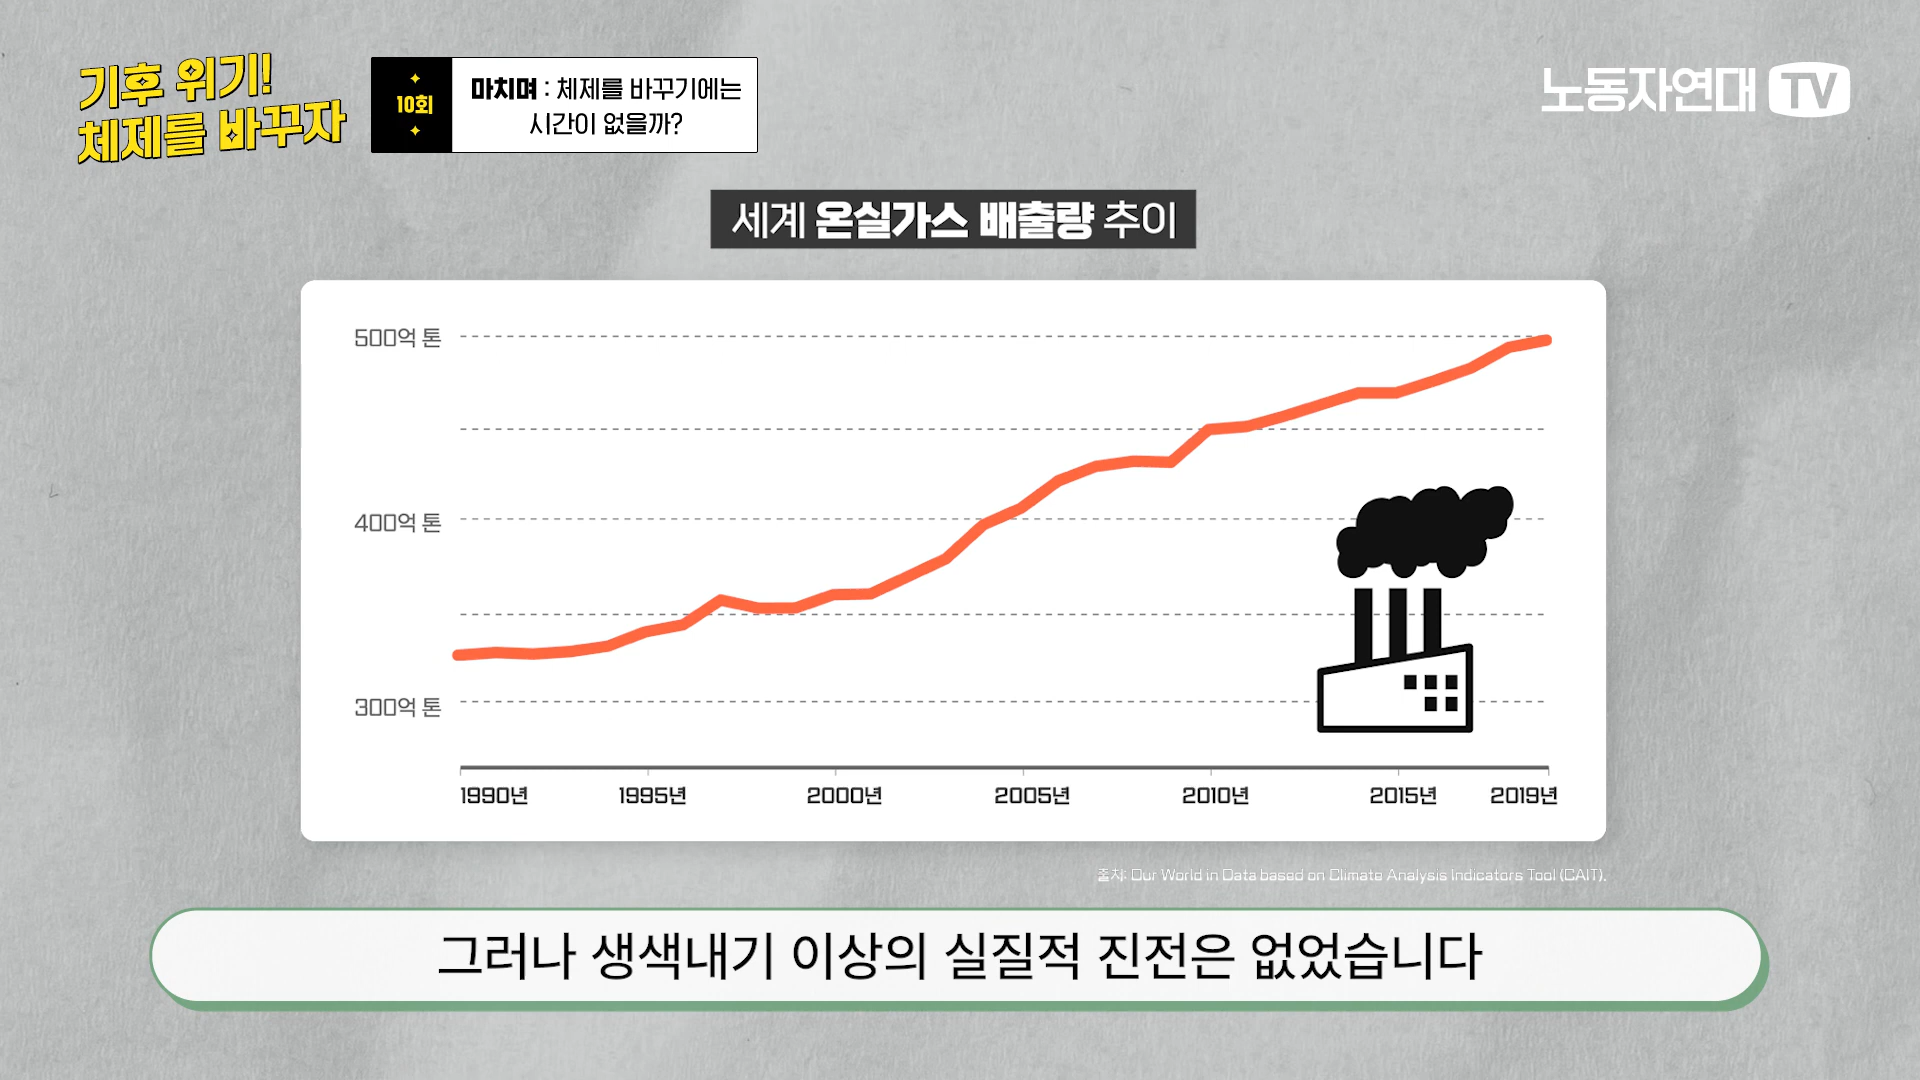 기후 위기!
체제를 바꾸자
10회
마치며 : 체제를 바꾸기에는
시간이 없을까?
노동자연대 TV
세계 온실가스 배출량 추이
500억 톤
400억 톤
300억 톤
1990년 1995년 2000년 2005년 2010년 2015년 2019년
출처: Our World in Data based on Climate Analysis Indicators Tool (CAIT).
그러나 생색내기 이상의 실질적 진전은 없었습니다